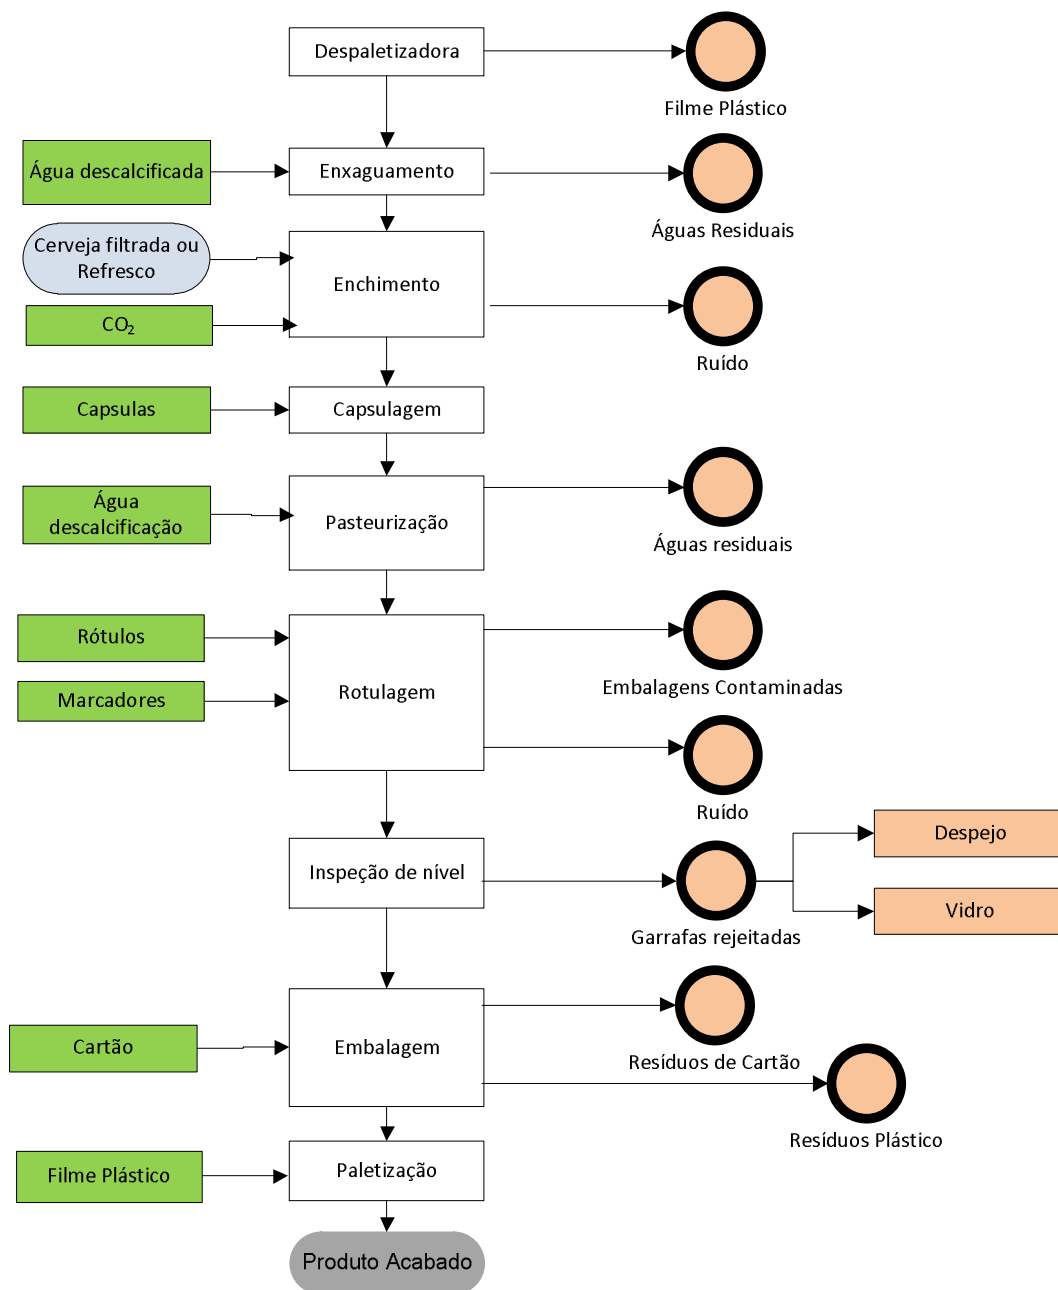 Despaletizadora
Filme Plástico
Água descalcificada
Enxaguamento
Águas Residuais
Cerveja filtrada ou
Refresco
Enchimento
CO₂
Ruído
Capsulas
Capsulagem
Água
descalcificação
Pasteurização
Águas residuais
Rótulos
Marcadores
Rotulagem
Embalagens Contaminadas
Ruído
Inspeção de nível
Garrafas rejeitadas
Despejo
Vidro
Cartão
Embalagem
Resíduos de Cartão
Resíduos Plástico
Filme Plástico
Paletização
Produto Acabado